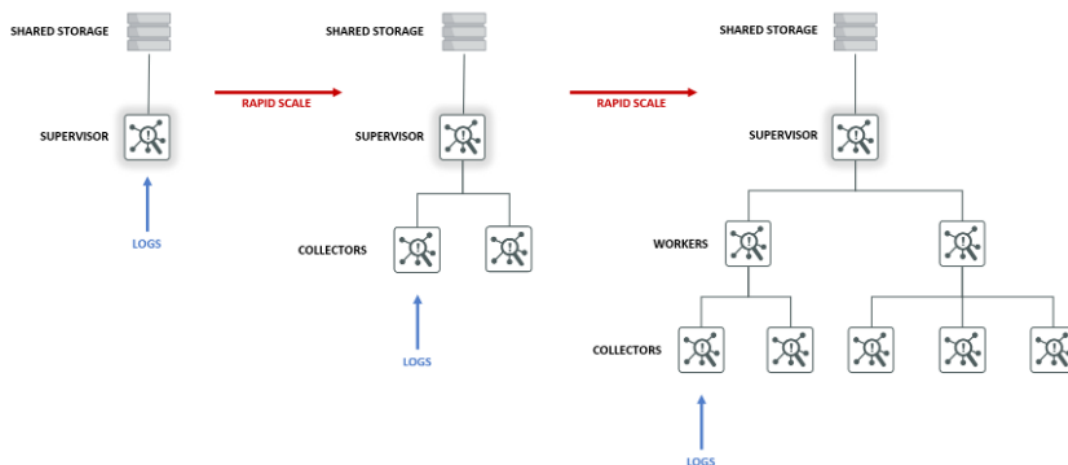 SHARED STORAGE
SHARED STORAGE
SHARED STORAGE
RAPID SCALE
RAPID SCALE
SUPERVISOR
SUPERVISOR
SUPERVISOR
LOGS
COLLECTORS
WORKERS
LOGS
COLLECTORS
LOGS